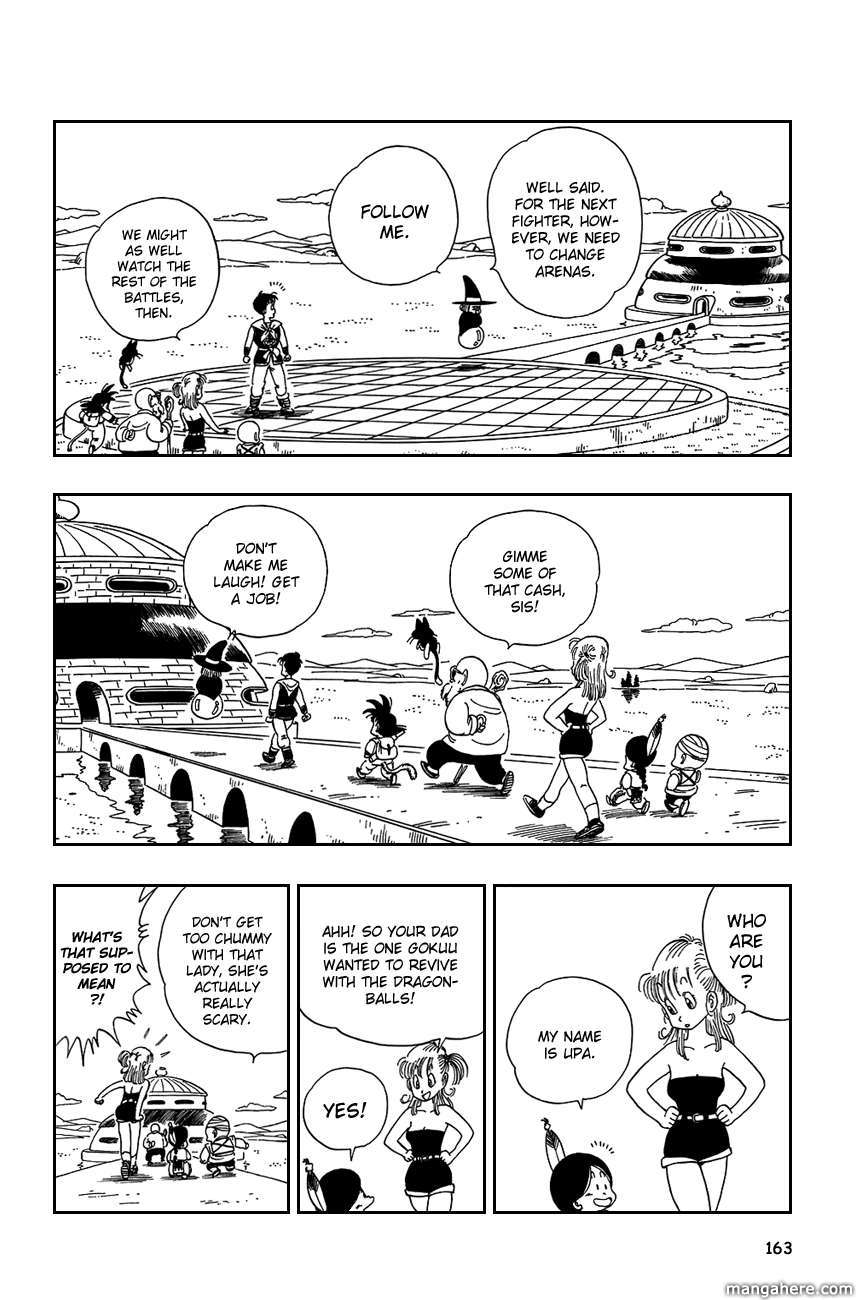 WELL SAID.
FOR THE NEXT
FIGHTER, HOW-
EVER, WE NEED
TO CHANGE
ARENAS.
FOLLOW
ME.
WE MIGHT
AS WELL
WATCH THE
REST OF THE
BATTLES,
THEN.
GIMME
SOME OF
THAT CASH,
SIS!
DON'T
MAKE ME
LAUGH! GET
A JOB!
WHO
ARE
YOU
?
MY NAME
IS UPA.
AHH! SO YOUR DAD
IS THE ONE GOKUU
WANTED TO REVIVE
WITH THE DRAGON-
BALLS!
YES!
DON'T GET
TOO CHUMMY
WITH THAT
LADY, SHE'S
ACTUALLY
REALLY
SCARY.
WHAT'S
THAT SUP-
POSED TO
MEAN
?!
163
mangahere.com